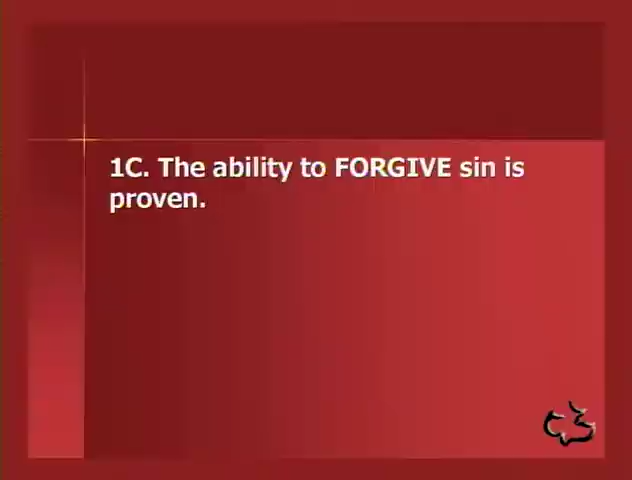 1C. The ability to FORGIVE sin is
proven.